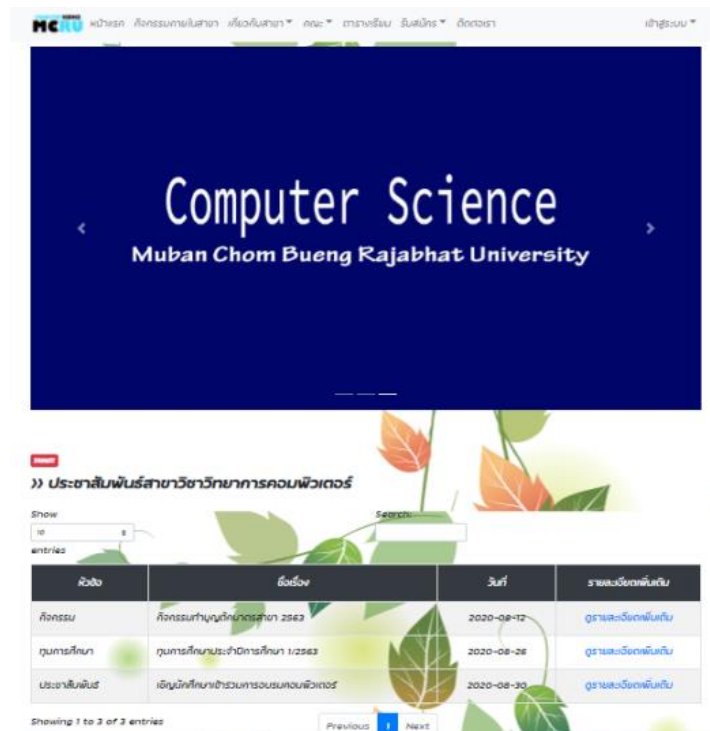 MCRU หน้าแรก กิจกรรมภายในสาขา เกี่ยวกับสาขา คณะ ตารางเรียน รับสมัคร ติดต่อเรา เข้าสู่ระบบ
Computer Science
Muban Chom Bueng Rajabhat University
›› ประชาสัมพันธ์สาขาวิชาวิทยาการคอมพิวเตอร์
Show Search:
10
entries
หัวข้อ ชื่อเรื่อง วันที่ รายละเอียดเพิ่มเติม
กิจกรรม กิจกรรมทำบุญตักบาตรสาขา 2563 2020-08-12 ดูรายละเอียดเพิ่มเติม
ทุนการศึกษา ทุนการศึกษาประจำปีการศึกษา 1/2563 2020-08-26 ดูรายละเอียดเพิ่มเติม
ประชาสัมพันธ์ เชิญนักศึกษาเข้าร่วมการอบรมคอมพิวเตอร์ 2020-08-30 ดูรายละเอียดเพิ่มเติม
Showing 1 to 3 of 3 entries Previous 1 Next